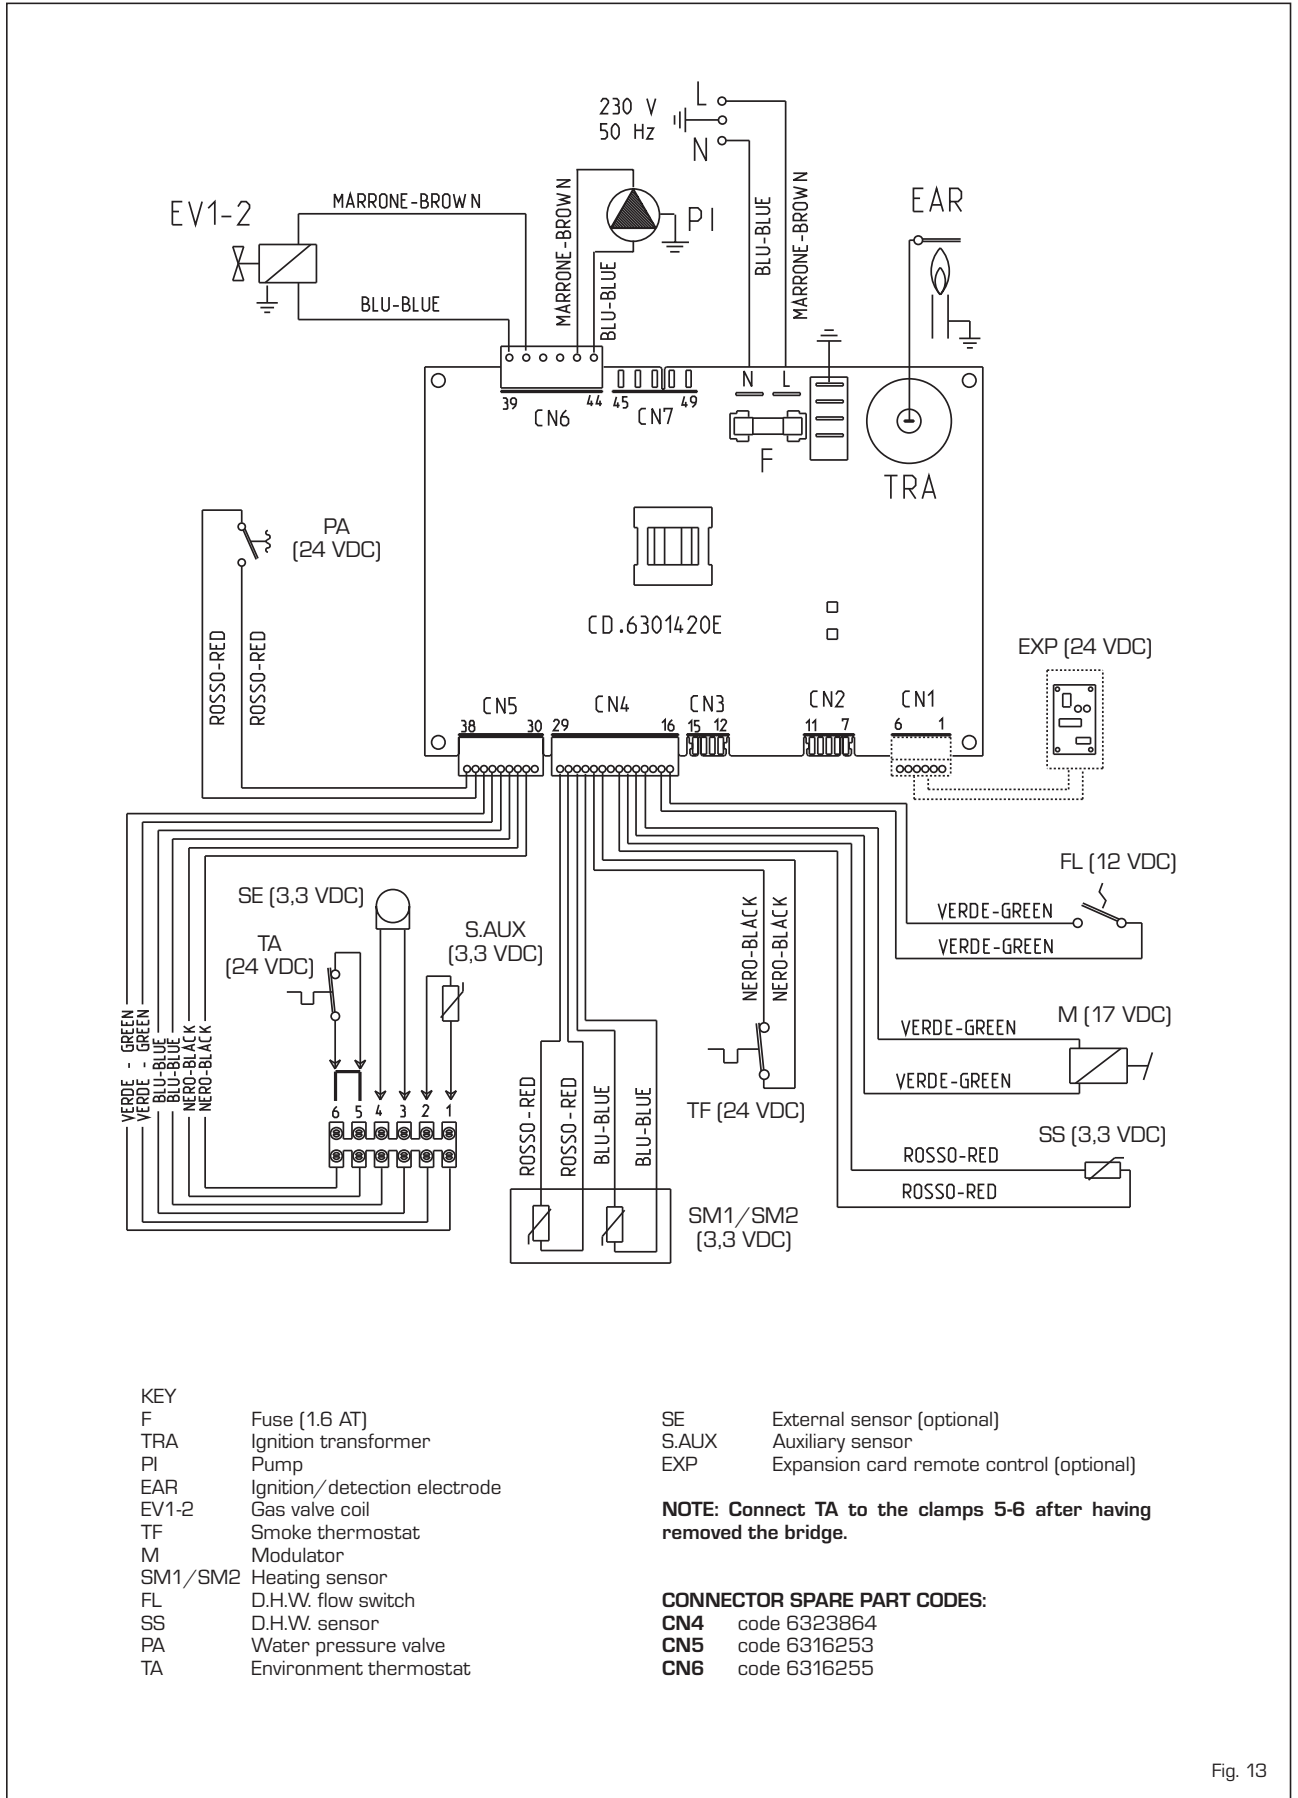 230 V
50 Hz
L
N
EV1-2
MARRONE-BROWN
BLU-BLUE
MARRONE-BROWN
BLU-BLUE
PI
BLU-BLUE
MARRONE-BROWN
EAR
39
44
CN6
45
49
CN7
N
L
F
TRA
PA
(24 VDC)
ROSSO-RED
ROSSO-RED
CD.6301420E
EXP (24 VDC)
CN5
38
30
CN4
29
16
CN3
15
12
CN2
11
7
CN1
6
1
FL (12 VDC)
VERDE-GREEN
VERDE-GREEN
SE (3,3 VDC)
TA
(24 VDC)
S.AUX
(3,3 VDC)
VERDE - GREEN
VERDE - GREEN
BLU-BLUE
BLU-BLUE
NERO-BLACK
NERO-BLACK
6 5 4 3 2 1
ROSSO-RED
ROSSO-RED
BLU-BLUE
BLU-BLUE
SM1/SM2
(3,3 VDC)
NERO-BLACK
NERO-BLACK
TF (24 VDC)
M (17 VDC)
VERDE-GREEN
VERDE-GREEN
SS (3,3 VDC)
ROSSO-RED
ROSSO-RED
KEY
F Fuse (1.6 AT)
TRA Ignition transformer
PI Pump
EAR Ignition/detection electrode
EV1-2 Gas valve coil
TF Smoke thermostat
M Modulator
SM1/SM2 Heating sensor
FL D.H.W. flow switch
SS D.H.W. sensor
PA Water pressure valve
TA Environment thermostat
SE External sensor (optional)
S.AUX Auxiliary sensor
EXP Expansion card remote control (optional)
NOTE: Connect TA to the clamps 5-6 after having
removed the bridge.
CONNECTOR SPARE PART CODES:
CN4 code 6323864
CN5 code 6316253
CN6 code 6316255
Fig. 13